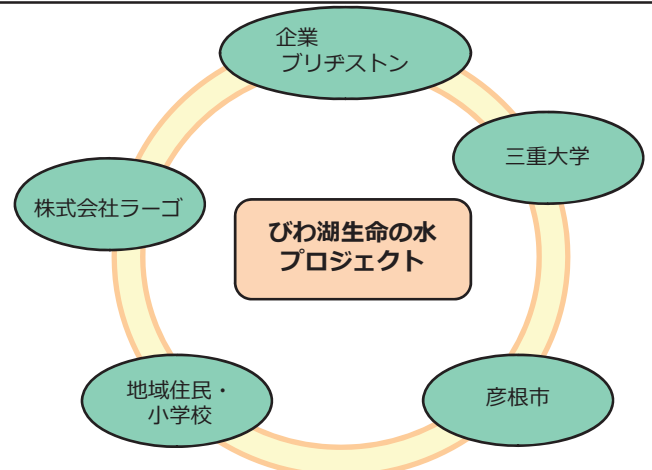 企業
ブリヂストン
三重大学
株式会社ラーゴ
びわ湖生命の水
プロジェクト
地域住民・
小学校
彦根市